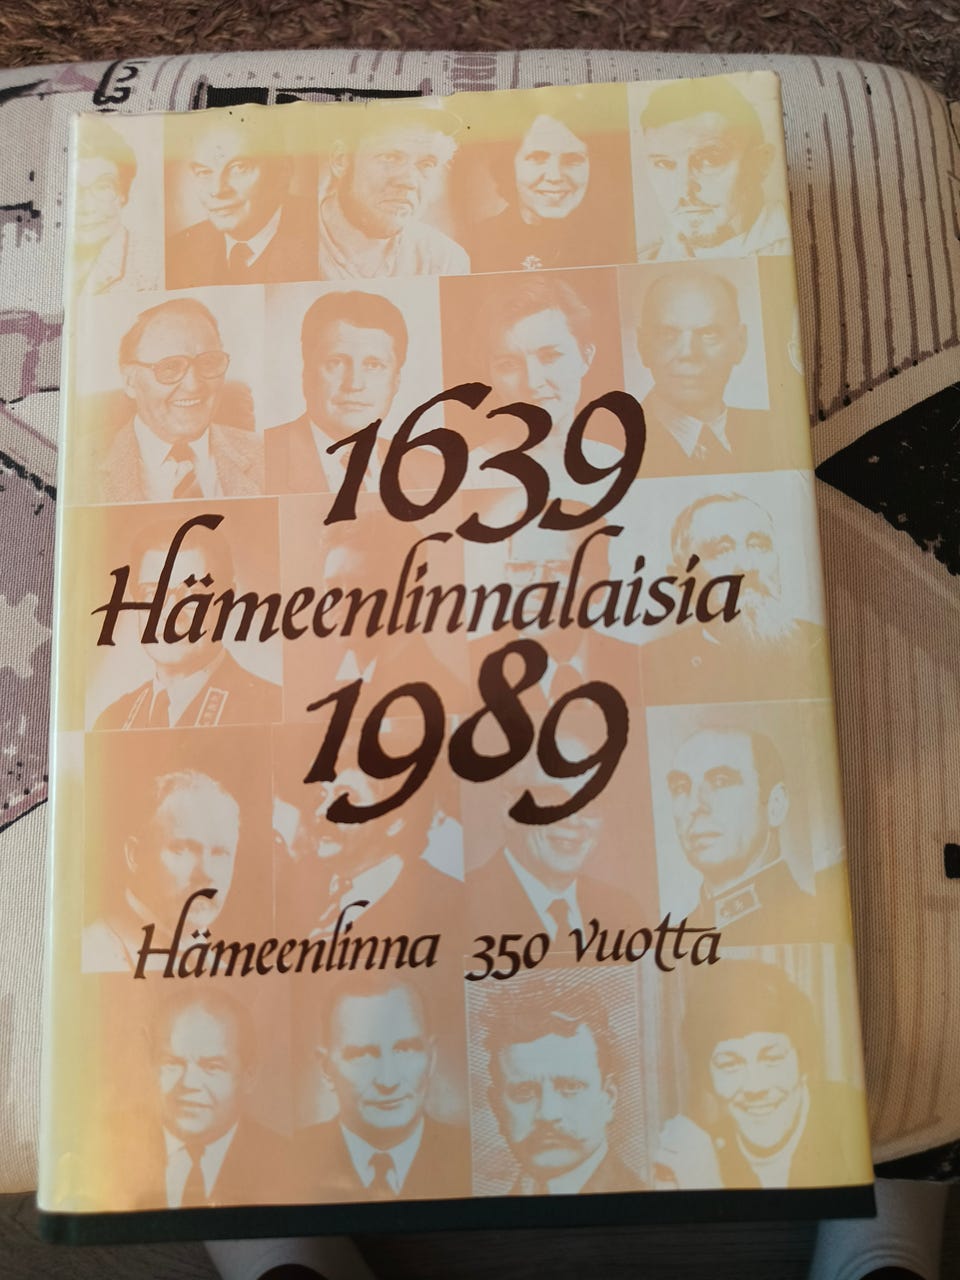 1639
Hämeenlinnalaisia
1989
Hämeenlinna 350 vuotta